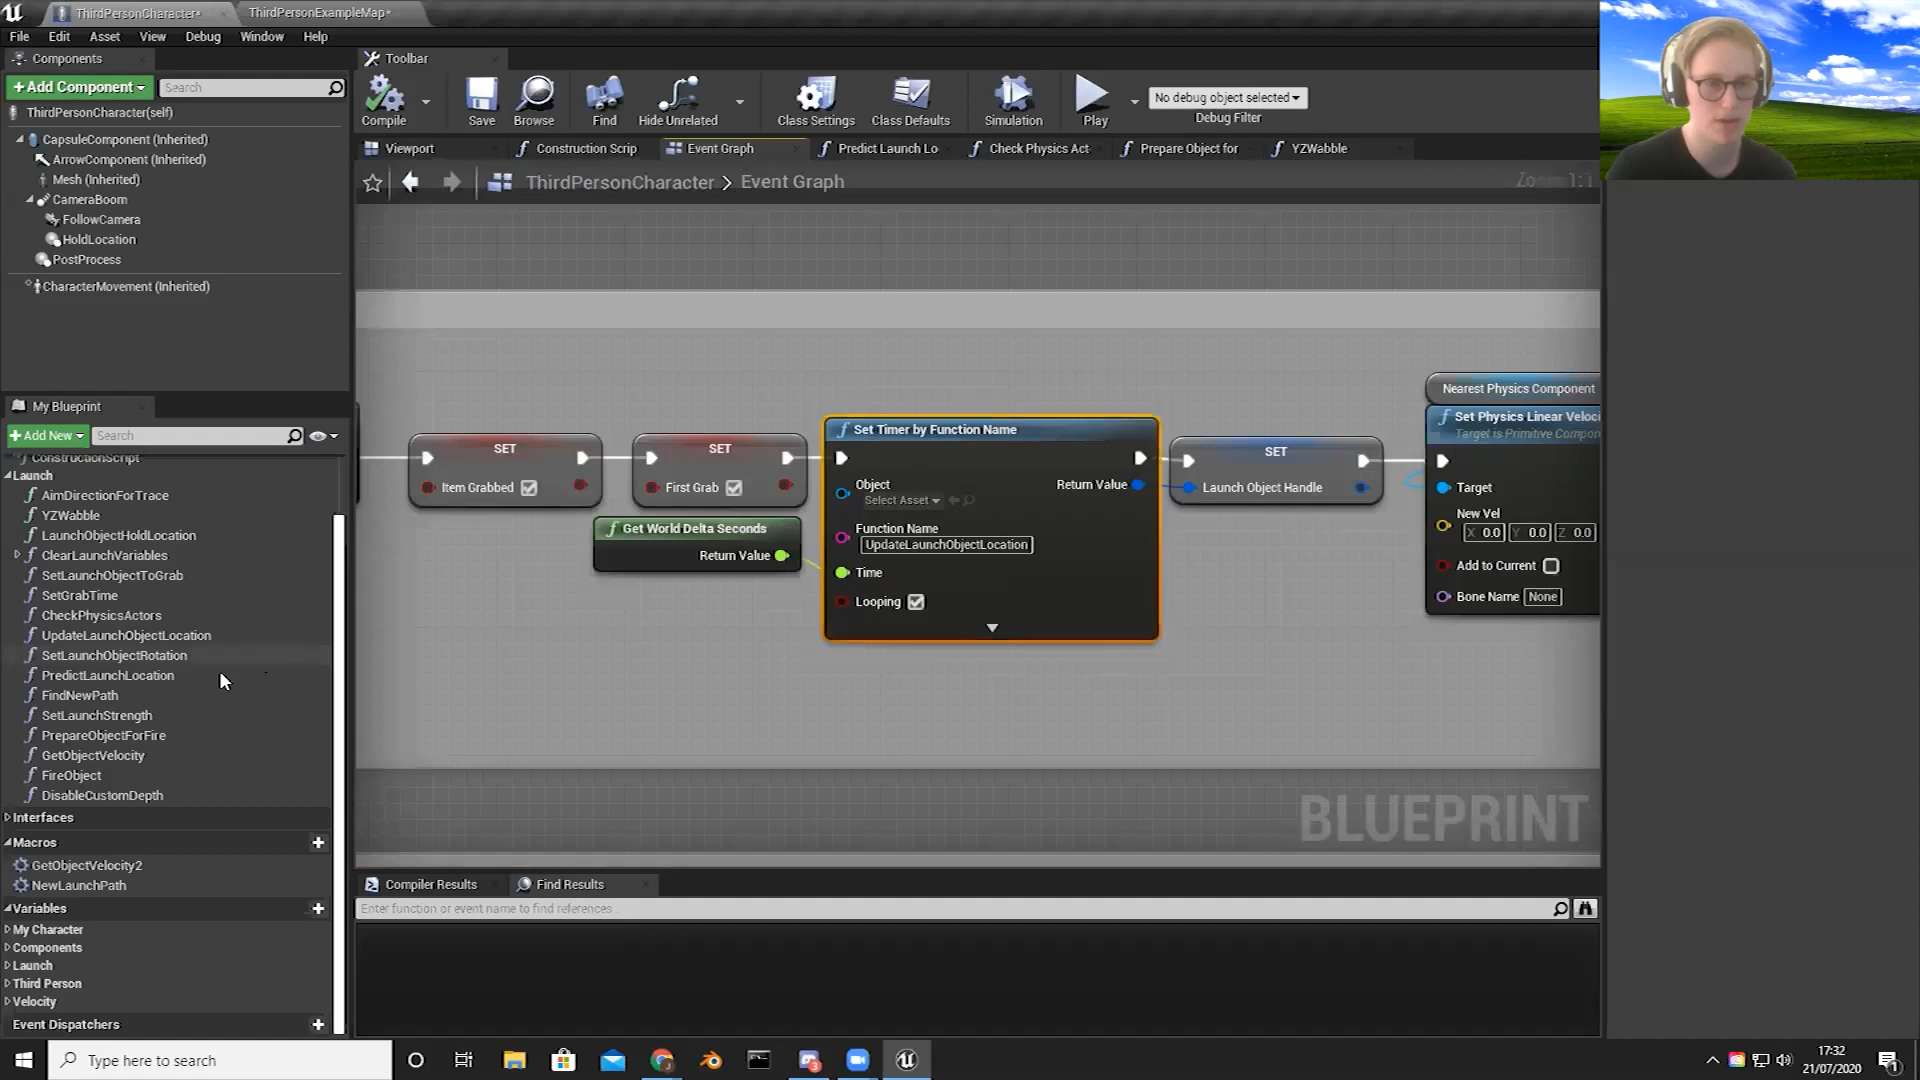 ThirdPersonCharacter*
ThirdPersonExampleMap*
File Edit Asset View Debug Window Help
Components
Toolbar
+Add Component
Search
ThirdPersonCharacter(self)
CapsuleComponent (Inherited)
ArrowComponent (Inherited)
Mesh (Inherited)
CameraBoom
FollowCamera
HoldLocation
PostProcess
CharacterMovement (Inherited)
Compile
Save
Browse
Find
Hide Unrelated
Class Settings
Class Defaults
Simulation
Play
No debug object selected
Debug Filter
Viewport
Construction Scrip
Event Graph
Predict Launch Lo
Check Physics Act
Prepare Object for
YZWabble
ThirdPersonCharacter > Event Graph
Zoom 1:1
My Blueprint
+Add New
Search
ConstructionScript
Launch
AimDirectionForTrace
YZWabble
LaunchObjectHoldLocation
ClearLaunchVariables
SetLaunchObjectToGrab
SetGrabTime
CheckPhysicsActors
UpdateLaunchObjectLocation
SetLaunchObjectRotation
PredictLaunchLocation
FindNewPath
SetLaunchStrength
PrepareObjectForFire
GetObjectVelocity
FireObject
DisableCustomDepth
Interfaces
Macros
GetObjectVelocity2
NewLaunchPath
Variables
My Character
Components
Launch
Third Person
Velocity
Event Dispatchers
SET
Item Grabbed
SET
First Grab
Get World Delta Seconds
Return Value
Set Timer by Function Name
Object
Select Asset
Return Value
Function Name
UpdateLaunchObjectLocation
Time
Looping
SET
Launch Object Handle
Nearest Physics Component
Set Physics Linear Veloci
Target is Primitive Compon
Target
New Vel
X 0.0 Y 0.0 Z 0.0
Add to Current
Bone Name None
BLUEPRINT
Compiler Results
Find Results
Enter function or event name to find references...
Type here to search
17:32
21/07/2020